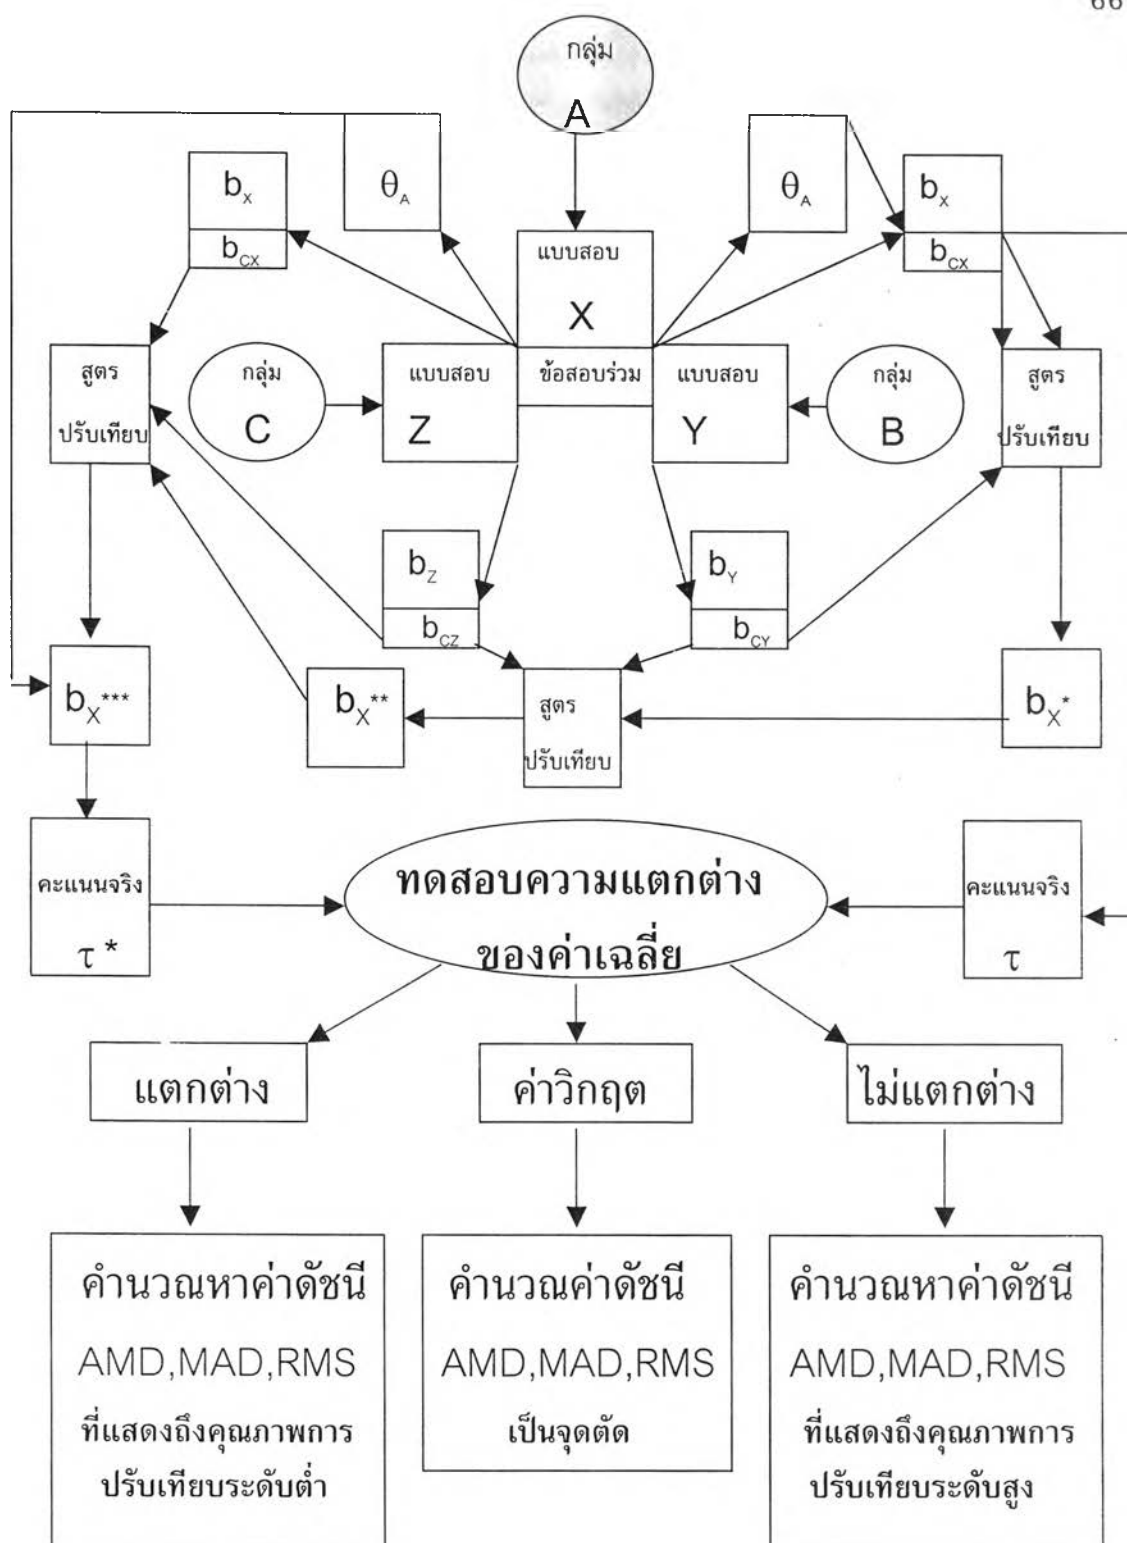 66
กลุ่ม
A
b_X
θ_A
θ_A
b_X
b_CX
b_CX
แบบสอบ
X
สูตร
ปรับเทียบ
กลุ่ม
C
แบบสอบ
Z
ข้อสอบร่วม
แบบสอบ
Y
กลุ่ม
B
สูตร
ปรับเทียบ
b_Z
b_CZ
b_Y
b_CY
b_X***
b_X**
สูตร
ปรับเทียบ
b_X*
คะแนนจริง
τ*
ทดสอบความแตกต่าง
ของค่าเฉลี่ย
คะแนนจริง
τ
แตกต่าง
ค่าวิกฤต
ไม่แตกต่าง
คำนวณหาค่าดัชนี
AMD,MAD,RMS
ที่แสดงถึงคุณภาพการ
ปรับเทียบระดับต่ำ
คำนวณค่าดัชนี
AMD,MAD,RMS
เป็นจุดตัด
คำนวณหาค่าดัชนี
AMD,MAD,RMS
ที่แสดงถึงคุณภาพการ
ปรับเทียบระดับสูง